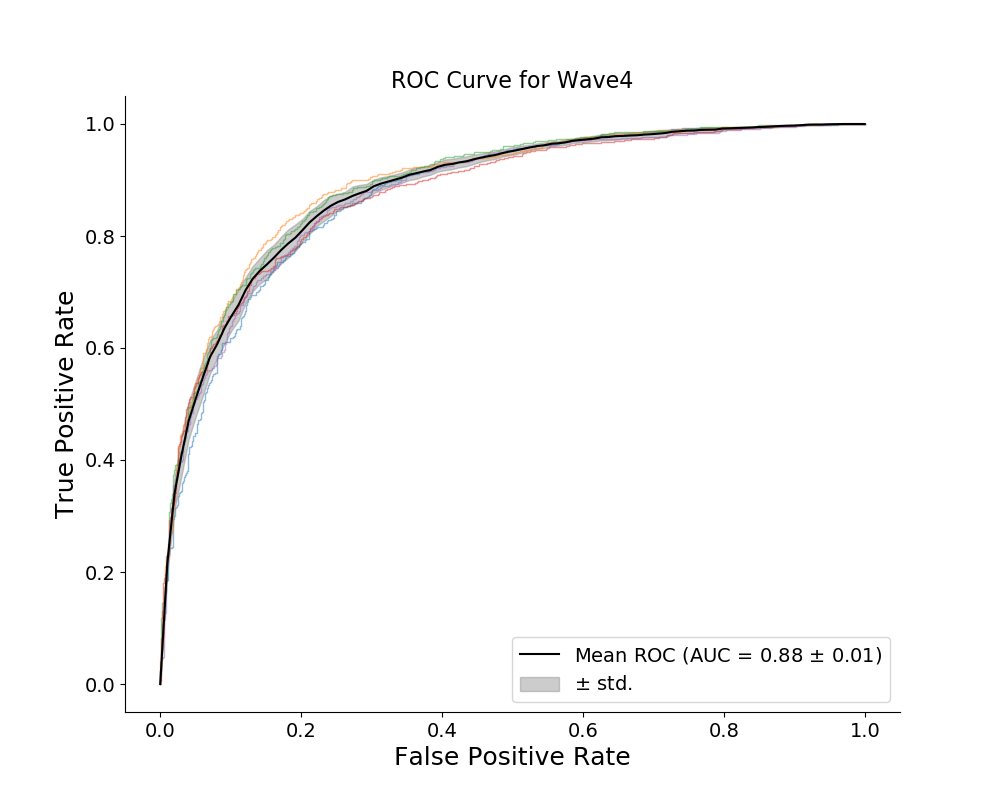 ROC Curve for Wave4
True Positive Rate
1.0
0.8
0.6
0.4
0.2
0.0
Mean ROC (AUC = 0.88 ± 0.01)
± std.
0.0 0.2 0.4 0.6 0.8 1.0
False Positive Rate